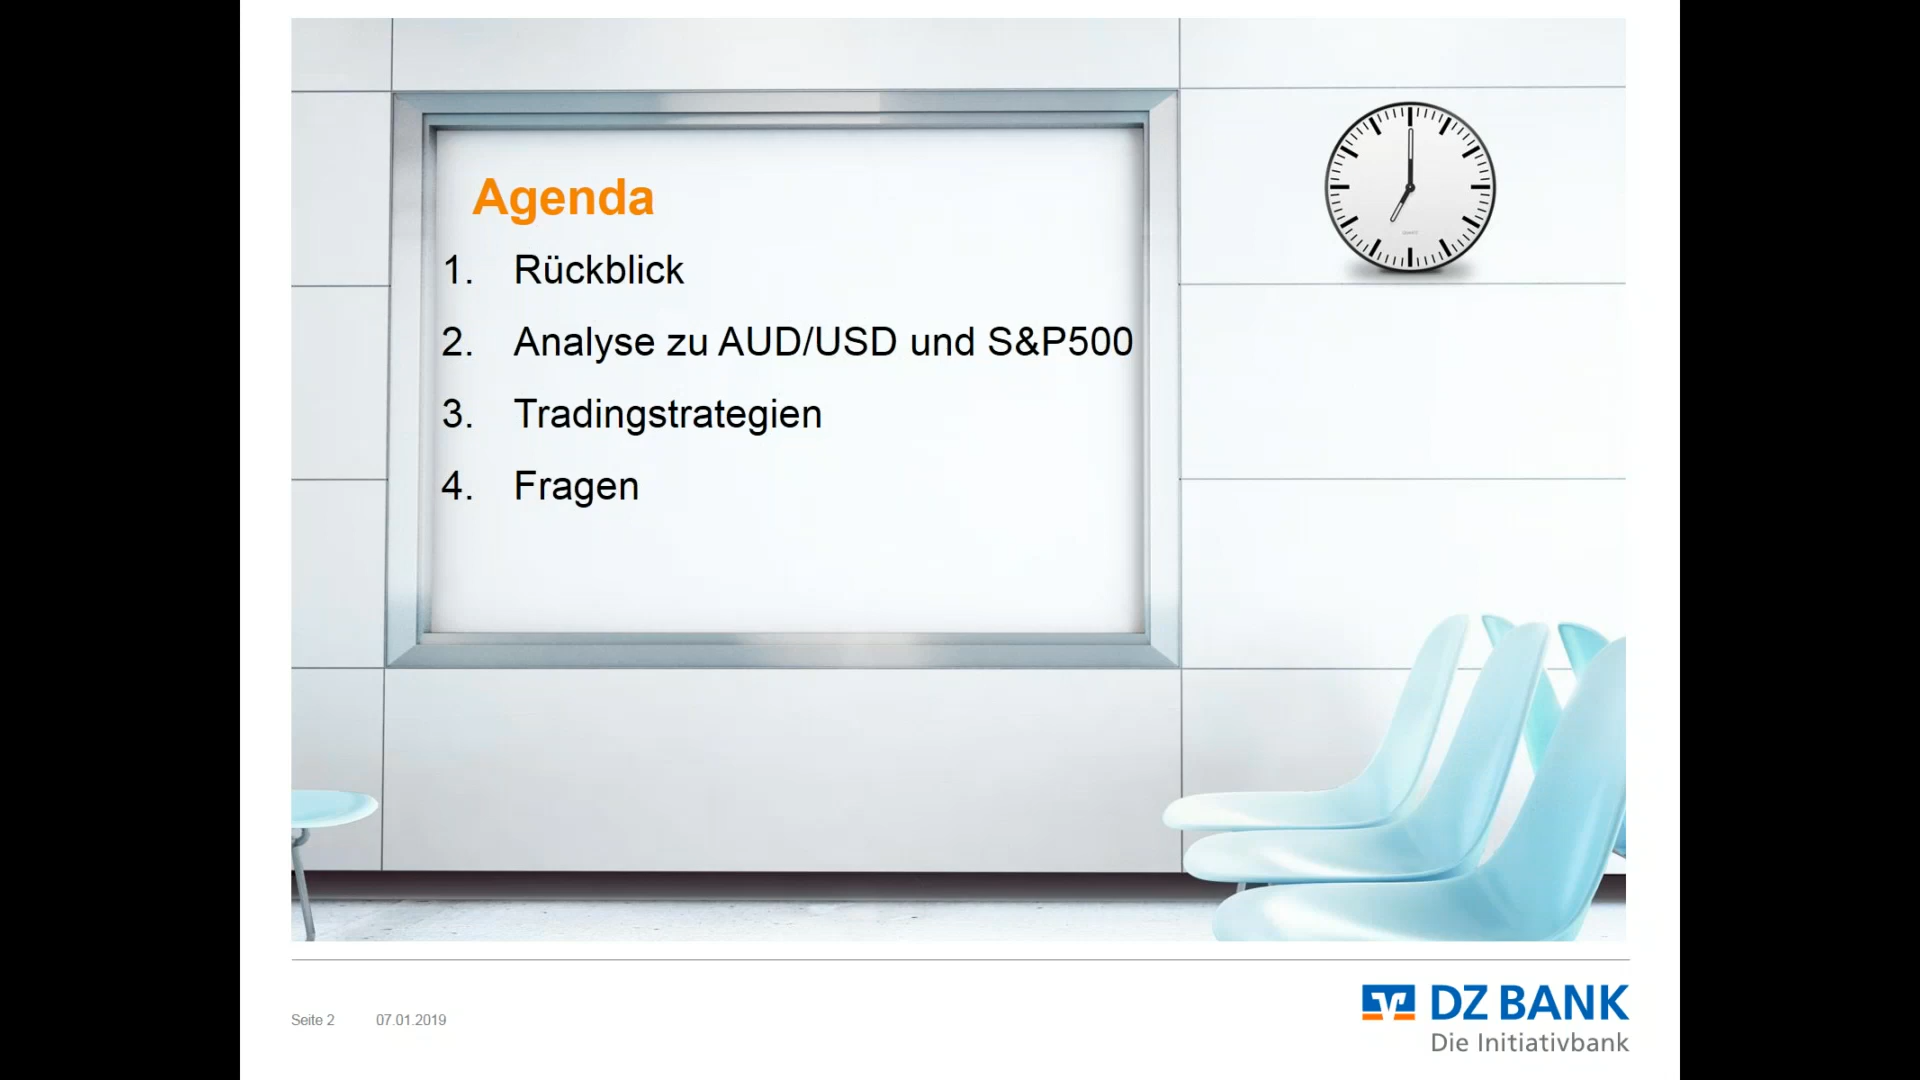 Agenda
1. Rückblick
2. Analyse zu AUD/USD und S&P500
3. Tradingstrategien
4. Fragen
Seite 2 07.01.2019
DZ BANK
Die Initiativbank